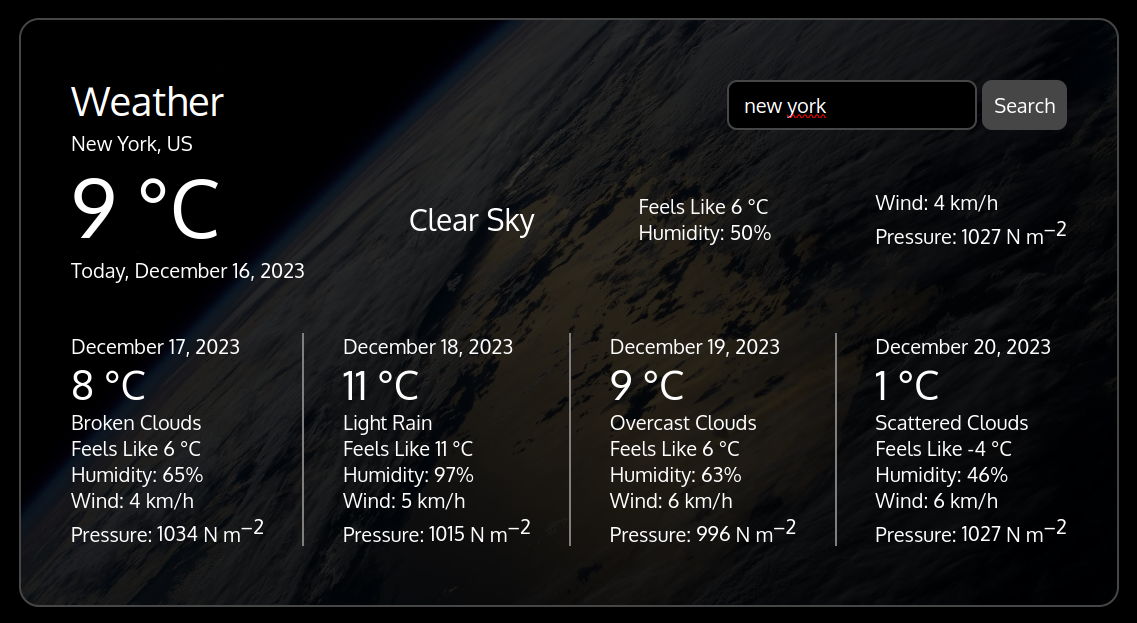 Weather
new york
Search
New York, US
9 °C
Clear Sky
Feels Like 6 °C
Humidity: 50%
Wind: 4 km/h
Pressure: 1027 N m⁻²
Today, December 16, 2023
December 17, 2023
8 °C
Broken Clouds
Feels Like 6 °C
Humidity: 65%
Wind: 4 km/h
Pressure: 1034 N m⁻²
December 18, 2023
11 °C
Light Rain
Feels Like 11 °C
Humidity: 97%
Wind: 5 km/h
Pressure: 1015 N m⁻²
December 19, 2023
9 °C
Overcast Clouds
Feels Like 6 °C
Humidity: 63%
Wind: 6 km/h
Pressure: 996 N m⁻²
December 20, 2023
1 °C
Scattered Clouds
Feels Like -4 °C
Humidity: 46%
Wind: 6 km/h
Pressure: 1027 N m⁻²